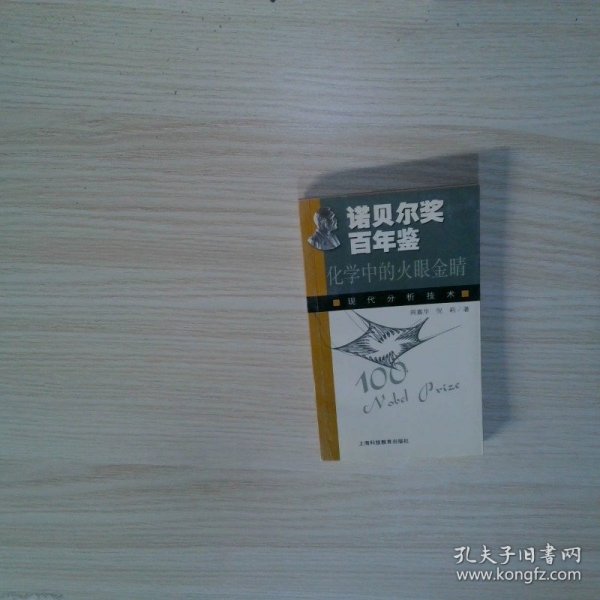 诺贝尔奖
百年鉴
化学中的火眼金睛
现代分析技术
100
Nobel Prize
上海科技教育出版社
孔夫子旧书网
www.kongfz.com